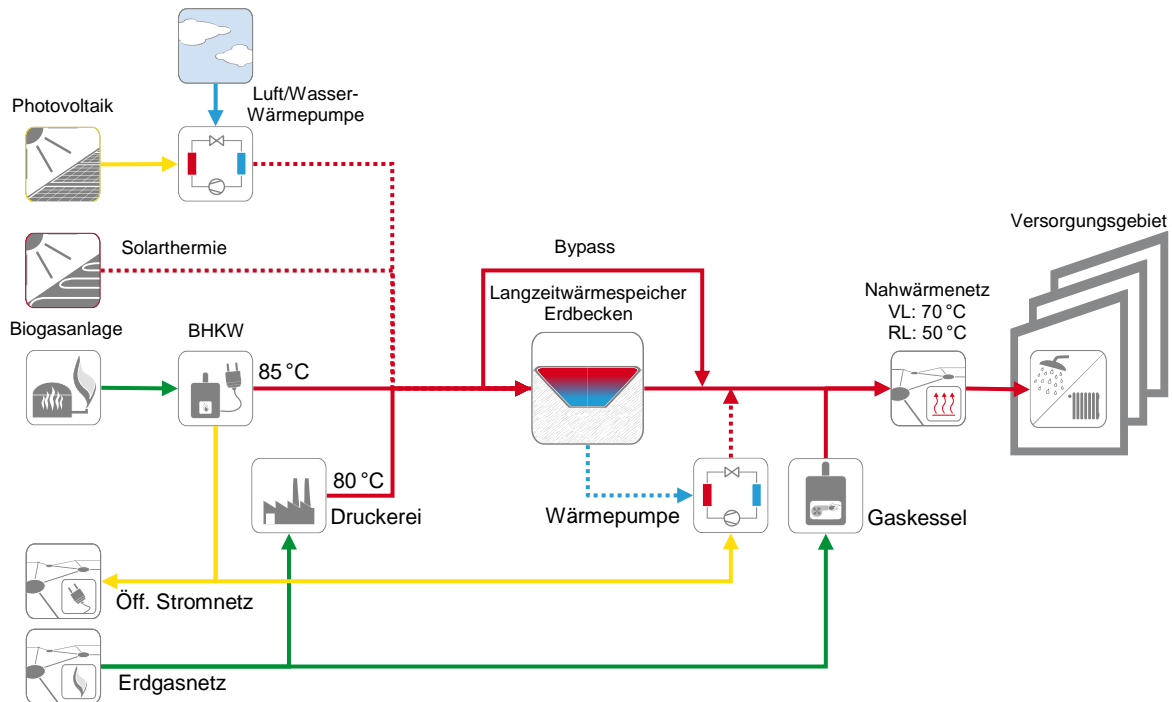 Photovoltaik
Luft/Wasser-
Wärmepumpe
Solarthermie
Biogasanlage
BHKW
85 °C
80 °C
Druckerei
Bypass
Langzeitwärmespeicher
Erdbecken
Wärmepumpe
Gaskessel
Nahwärmenetz
VL: 70 °C
RL: 50 °C
Versorgungsgebiet
Öff. Stromnetz
Erdgasnetz